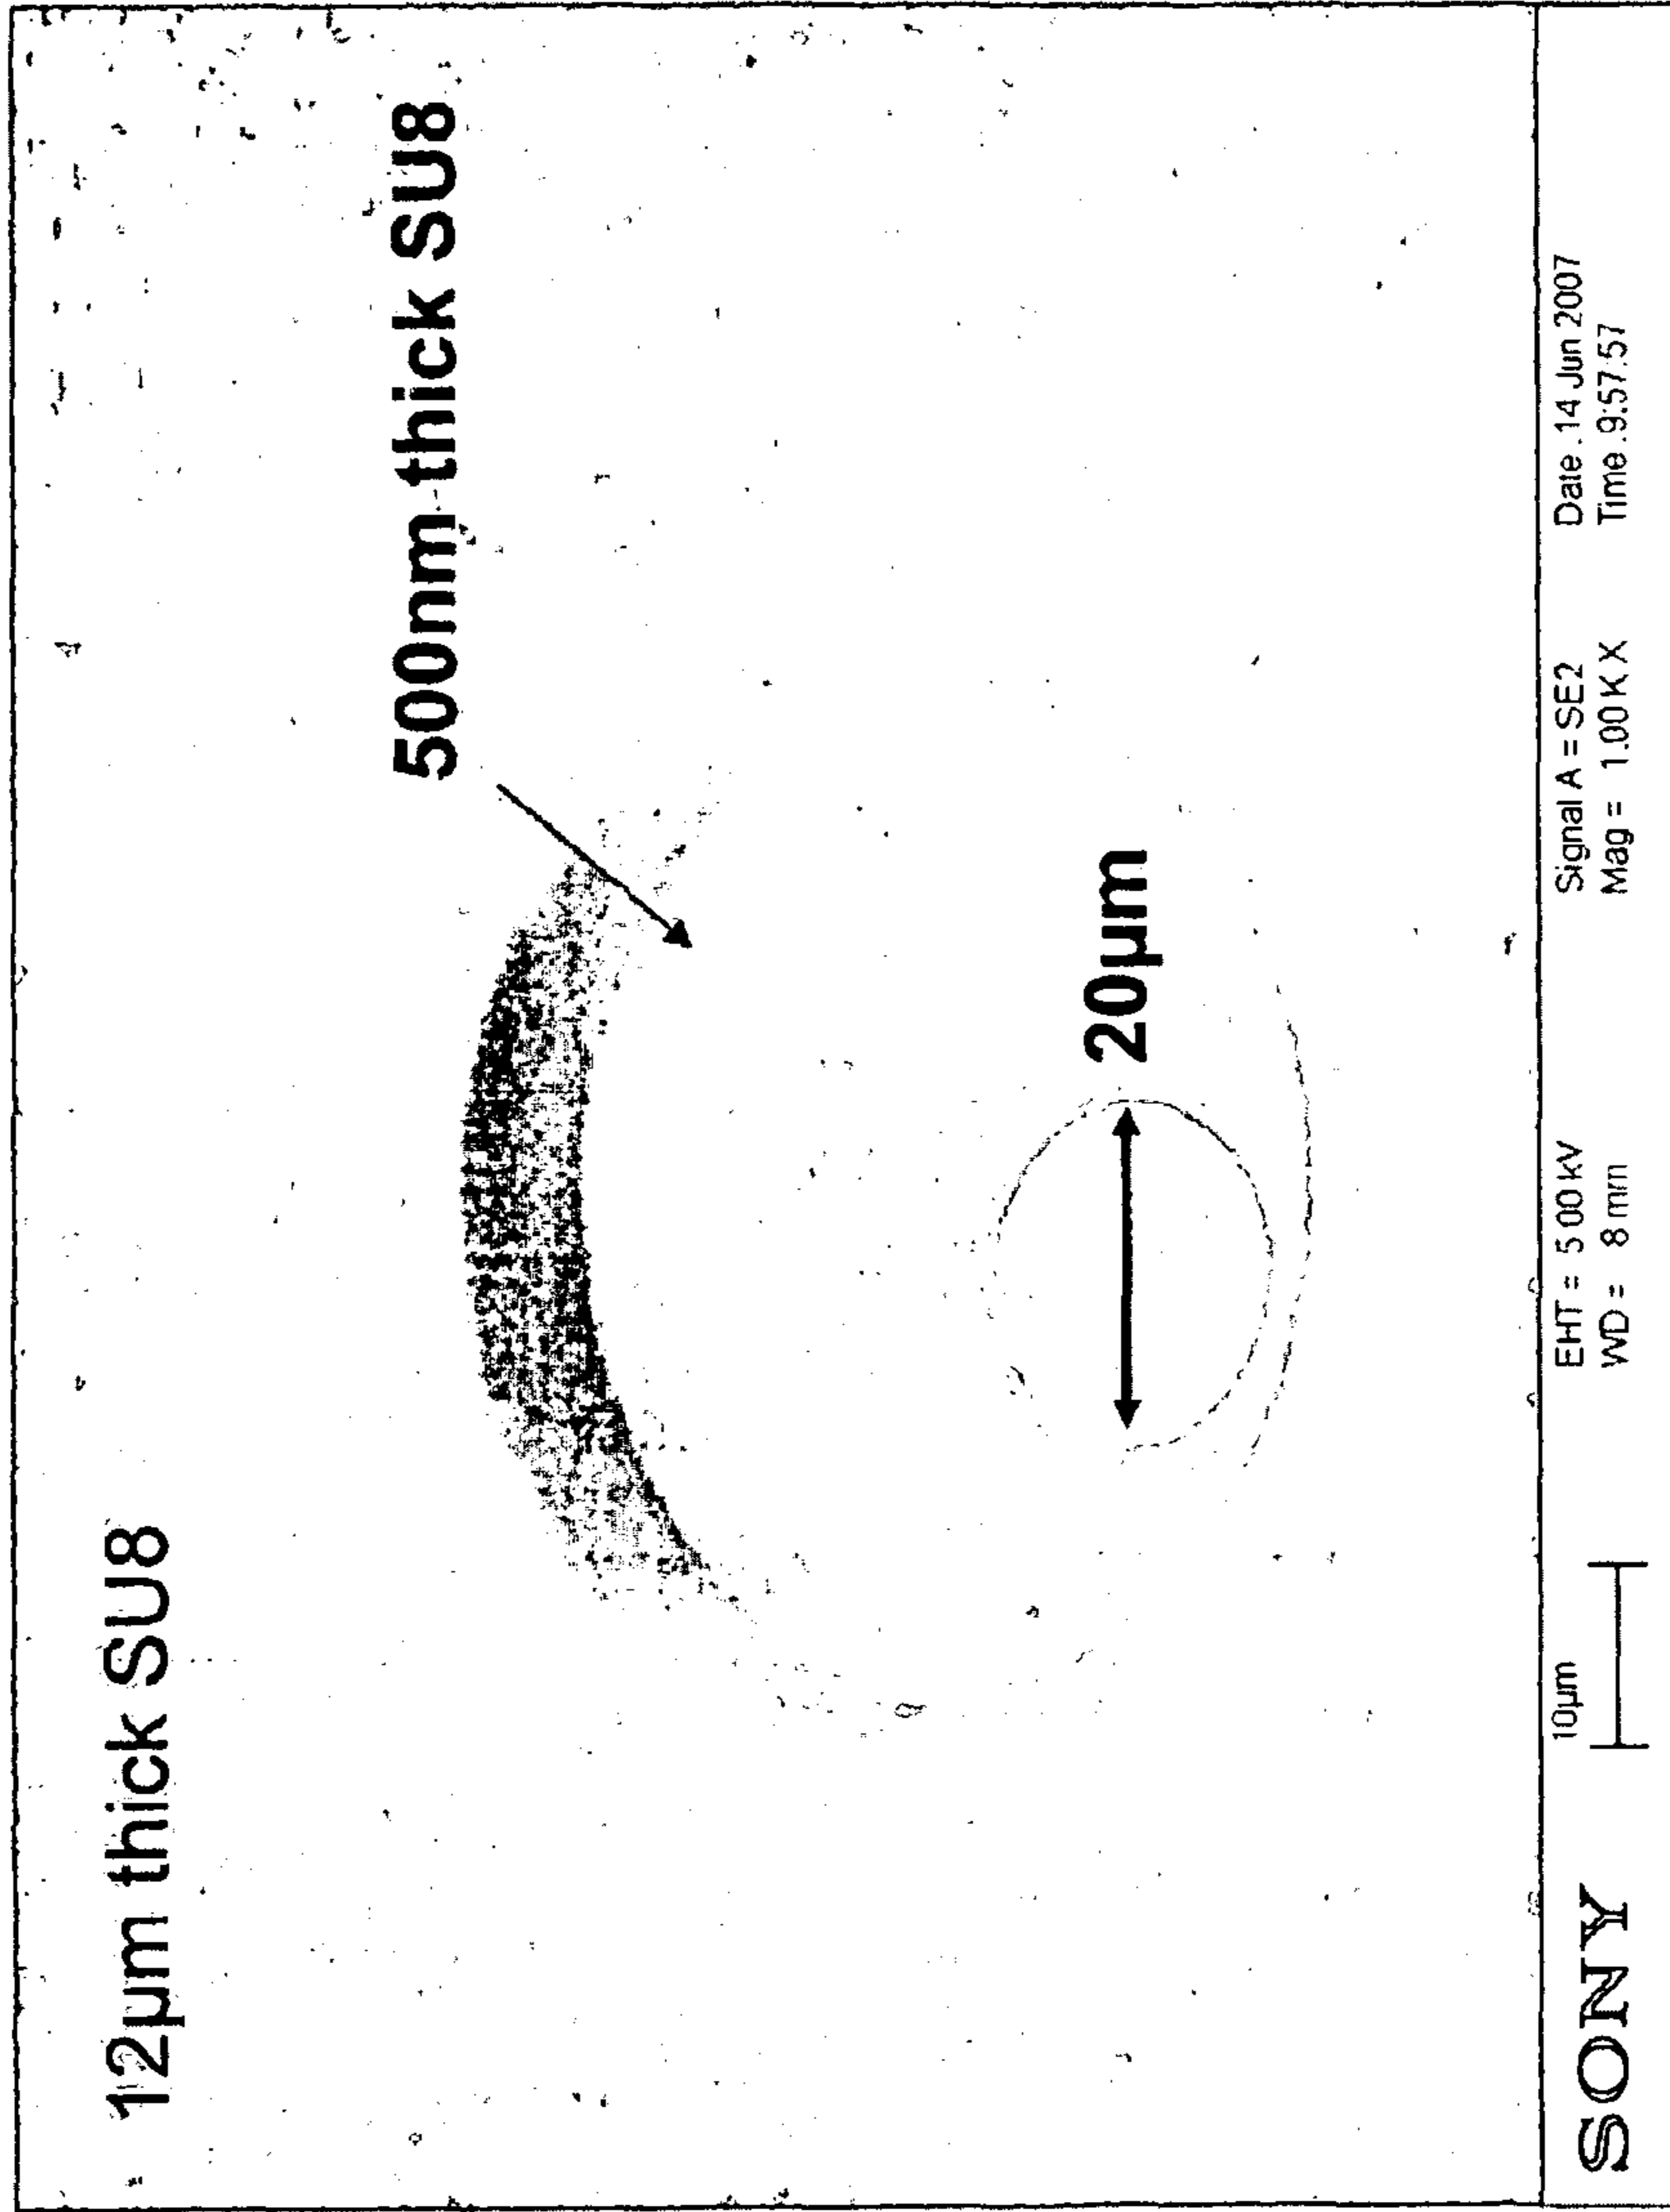 12µm thick SU8
500nm thick SU8
20µm
SONY
10µm
EHT = 5 00 kV
WD = 8 mm
Signal A = SE2
Mag = 1.00 K X
Date .14 Jun 2007
Time .9:57:57